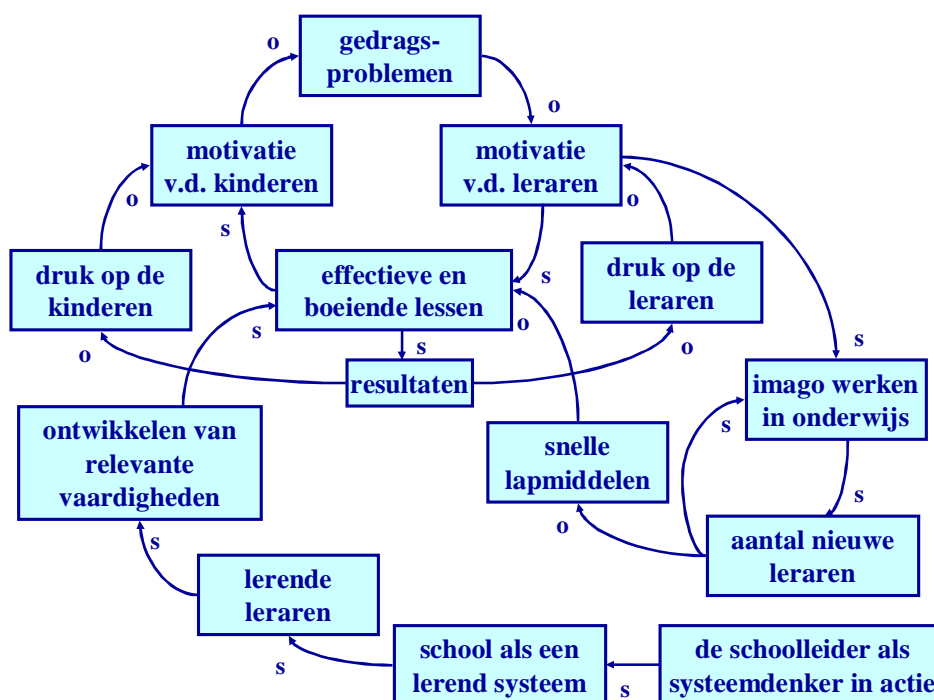 o
gedrags-
problemen
o
motivatie
v.d. kinderen
motivatie
v.d. leraren
o
s
s
o
druk op de
kinderen
effectieve en
boeiende lessen
druk op de
leraren
s
o
o
s
o
s
resultaten
imago werken
in onderwijs
ontwikkelen van
relevante
vaardigheden
snelle
lapmiddelen
s
s
o
s
aantal nieuwe
leraren
lerende
leraren
s
school als een
lerend systeem
s
de schoolleider als
systeemdenker in actie